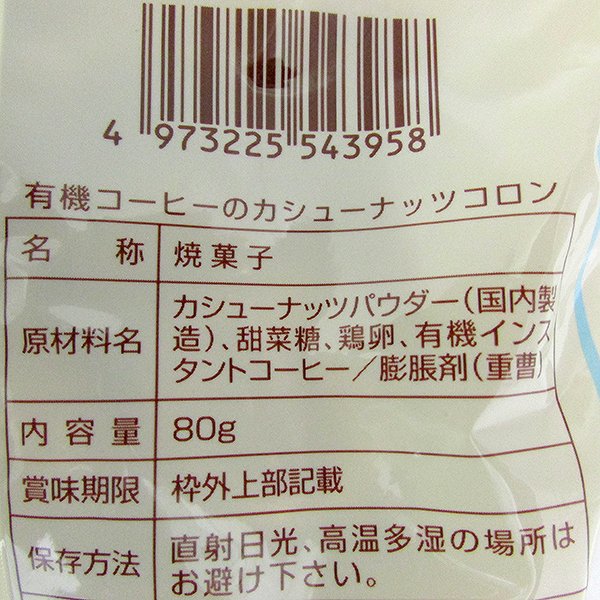 4 973225 543958
有機コーヒーのカシューナッツコロン
名称 焼菓子
原材料名 カシューナッツパウダー(国内製
造)、甜菜糖、鶏卵、有機インス
タントコーヒー/膨脹剤(重曹)
内容量 80g
賞味期限 枠外上部記載
保存方法 直射日光、高温多湿の場所は
お避け下さい。